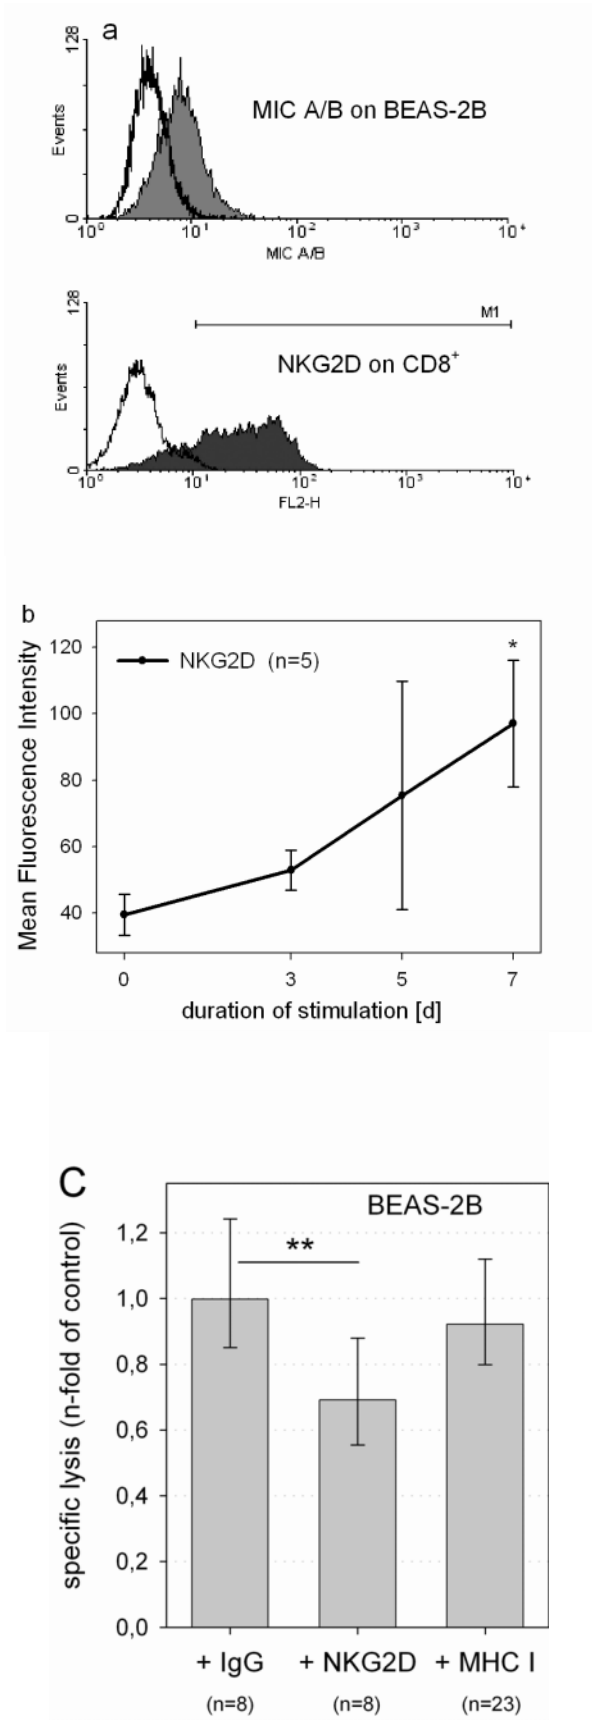 a
128
Events
0
MIC A/B on BEAS-2B
10⁰ 10¹ 10² 10³ 10⁴
MIC A/B
128
Events
0
M1
NKG2D on CD8⁺
10⁰ 10¹ 10² 10³ 10⁴
FL2-H
b
Mean Fluorescence Intensity
120
100
80
60
40
NKG2D (n=5)
*
0 3 5 7
duration of stimulation [d]
C
BEAS-2B
specific lysis (n-fold of control)
1,2
1,0
0,8
0,6
0,4
0,2
0,0
**
+ IgG + NKG2D + MHC I
(n=8) (n=8) (n=23)